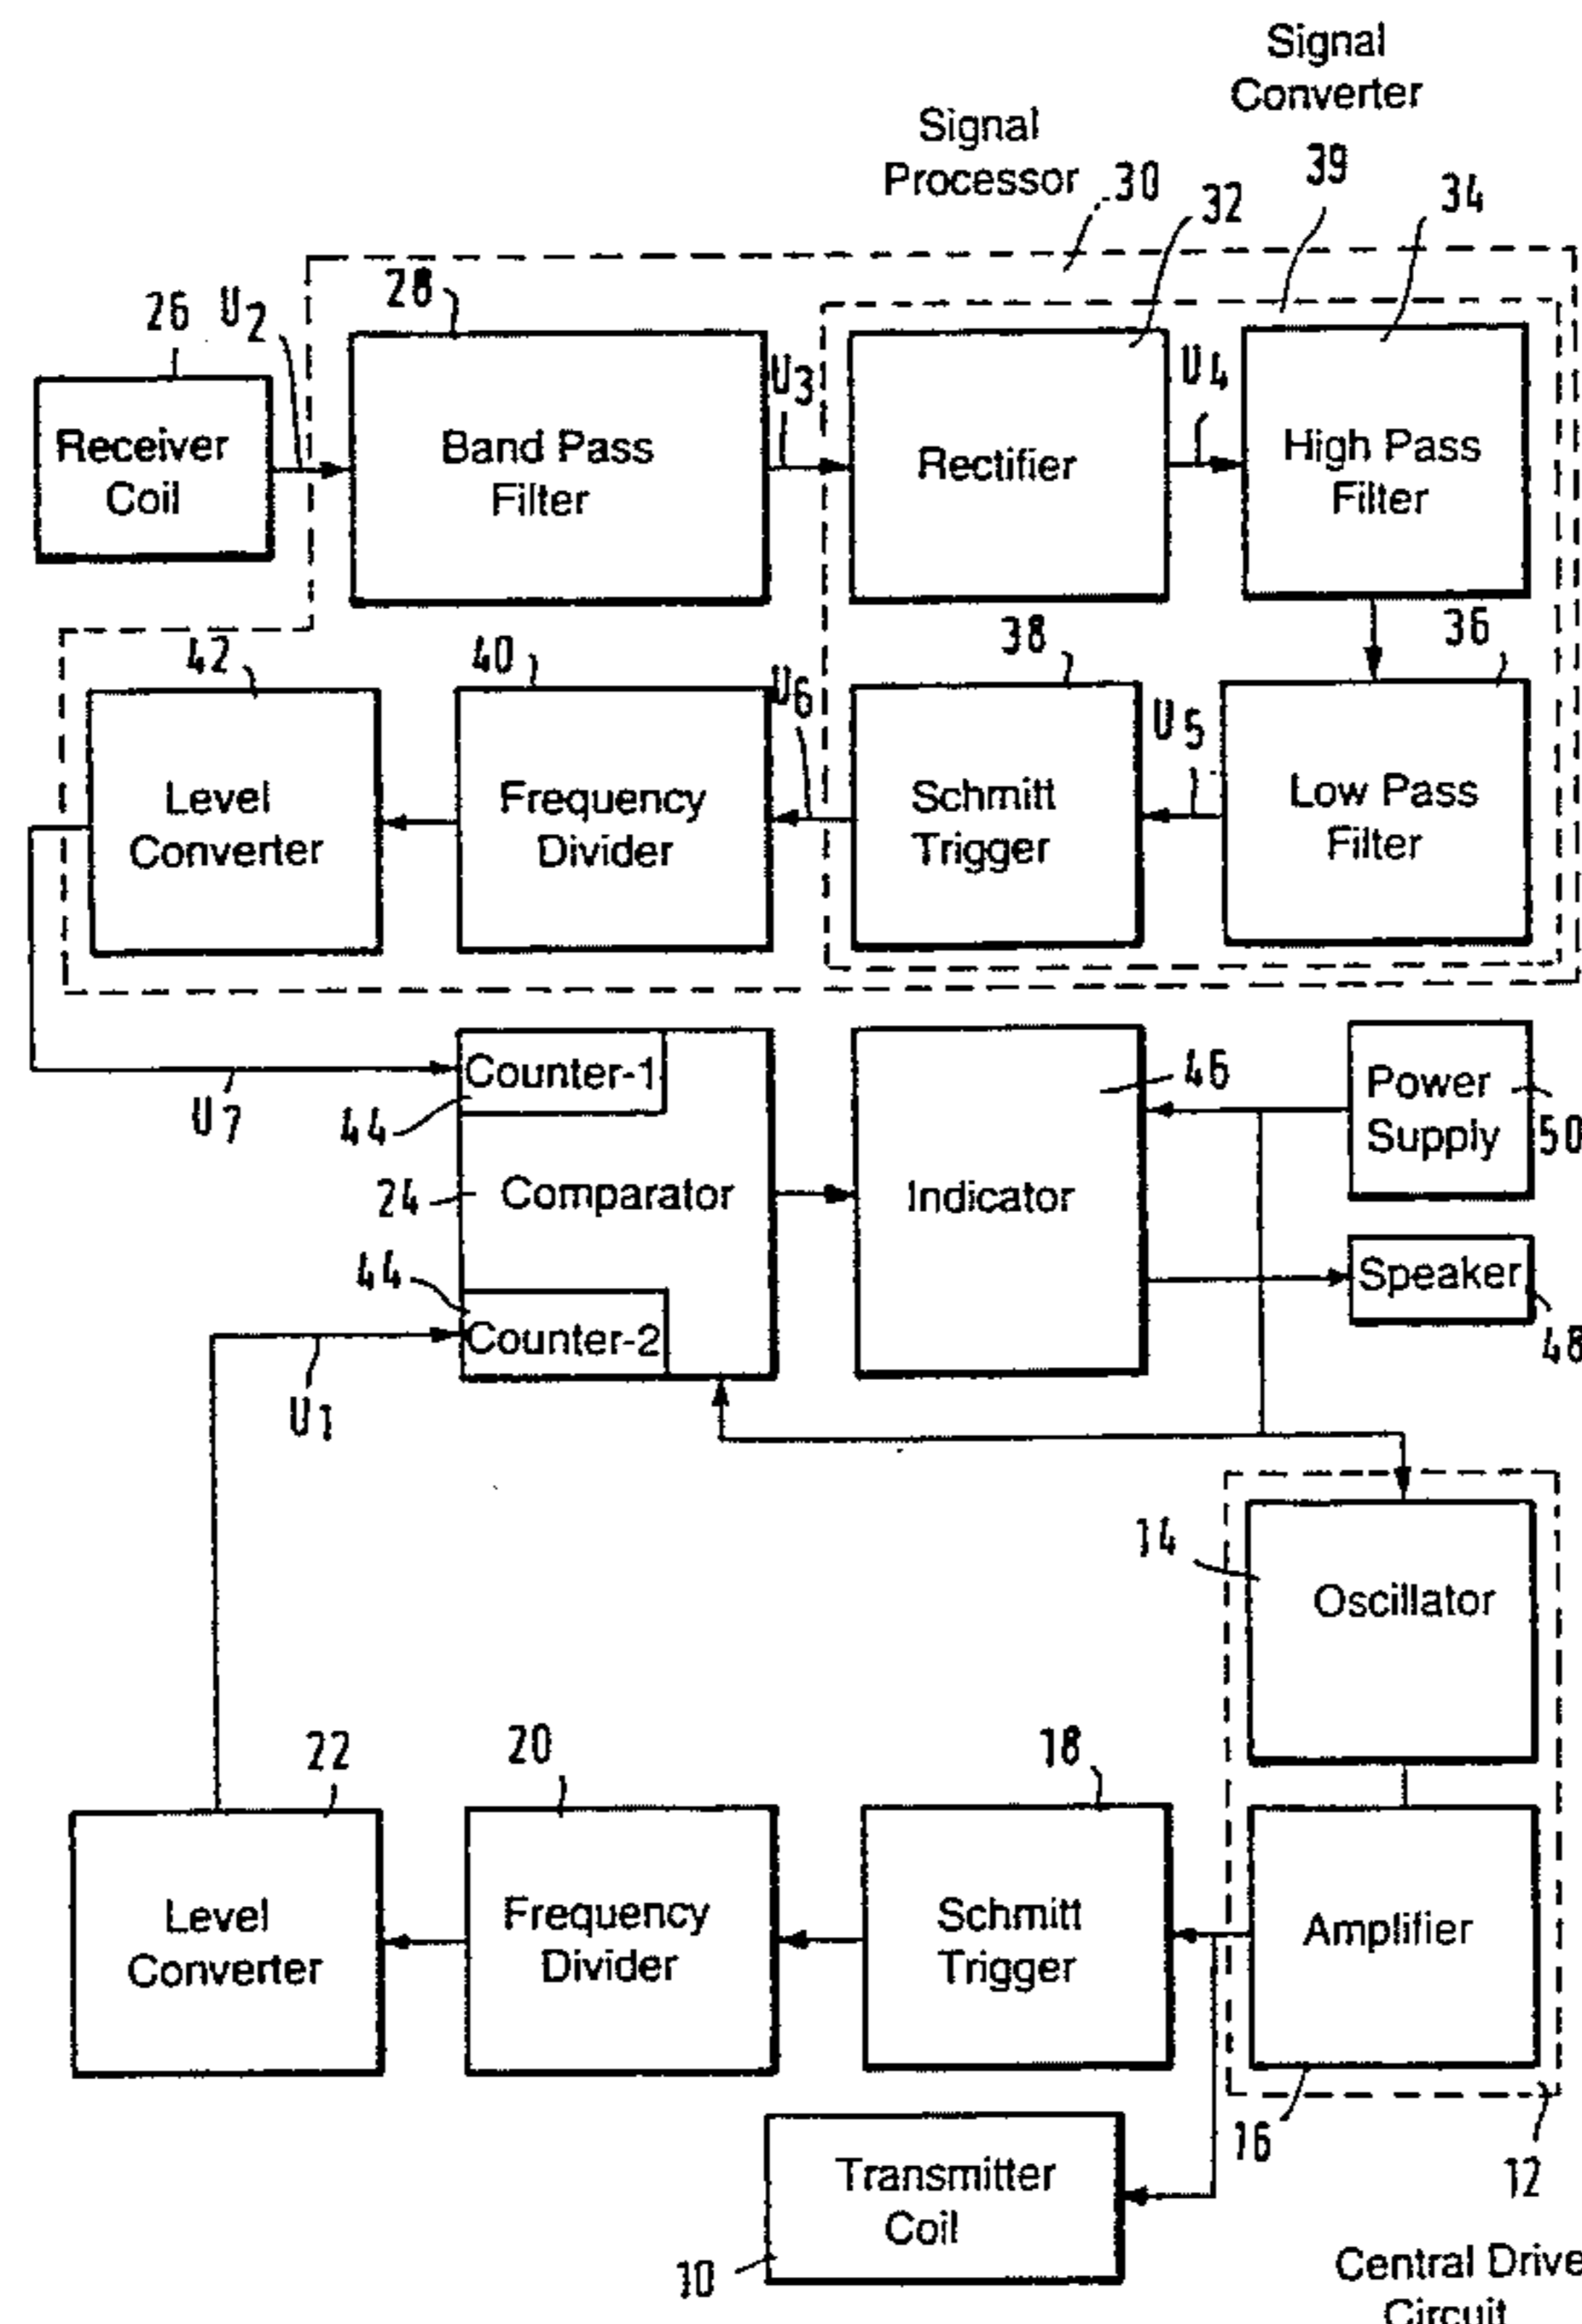 Signal
Converter
Signal
Processor
30
39
32
34
26
U2
28
U3
U4
Receiver
Coil
Band Pass
Filter
Rectifier
High Pass
Filter
42
40
U6
38
U5
36
Level
Converter
Frequency
Divider
Schmitt
Trigger
Low Pass
Filter
U7
Counter-1
44
46
Power
Supply
50
24
Comparator
Indicator
44
Counter-2
Speaker
48
U1
14
Oscillator
22
20
18
Level
Converter
Frequency
Divider
Schmitt
Trigger
Amplifier
16
12
Transmitter
Coil
10
Central Drive
Circuit